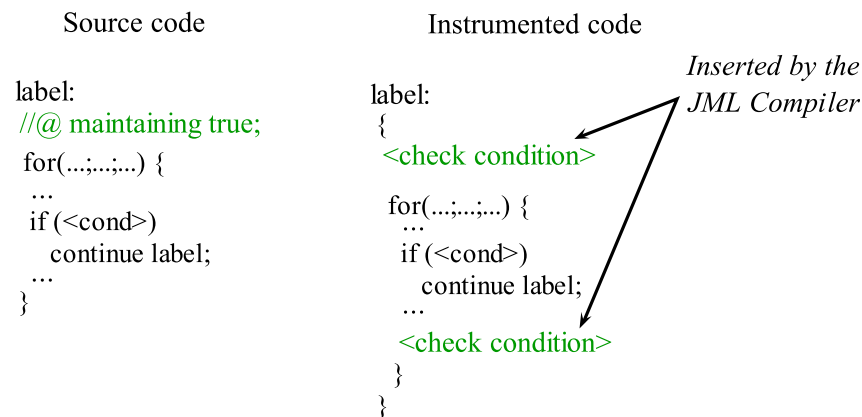 Source code
label:
//@ maintaining true;
for(...;...;...) {
...
if (<cond>)
continue label;
...
}
Instrumented code
label:
{
<check condition>
for(...;...;...) {
...
if (<cond>)
continue label;
...
<check condition>
}
}
Inserted by the
JML Compiler